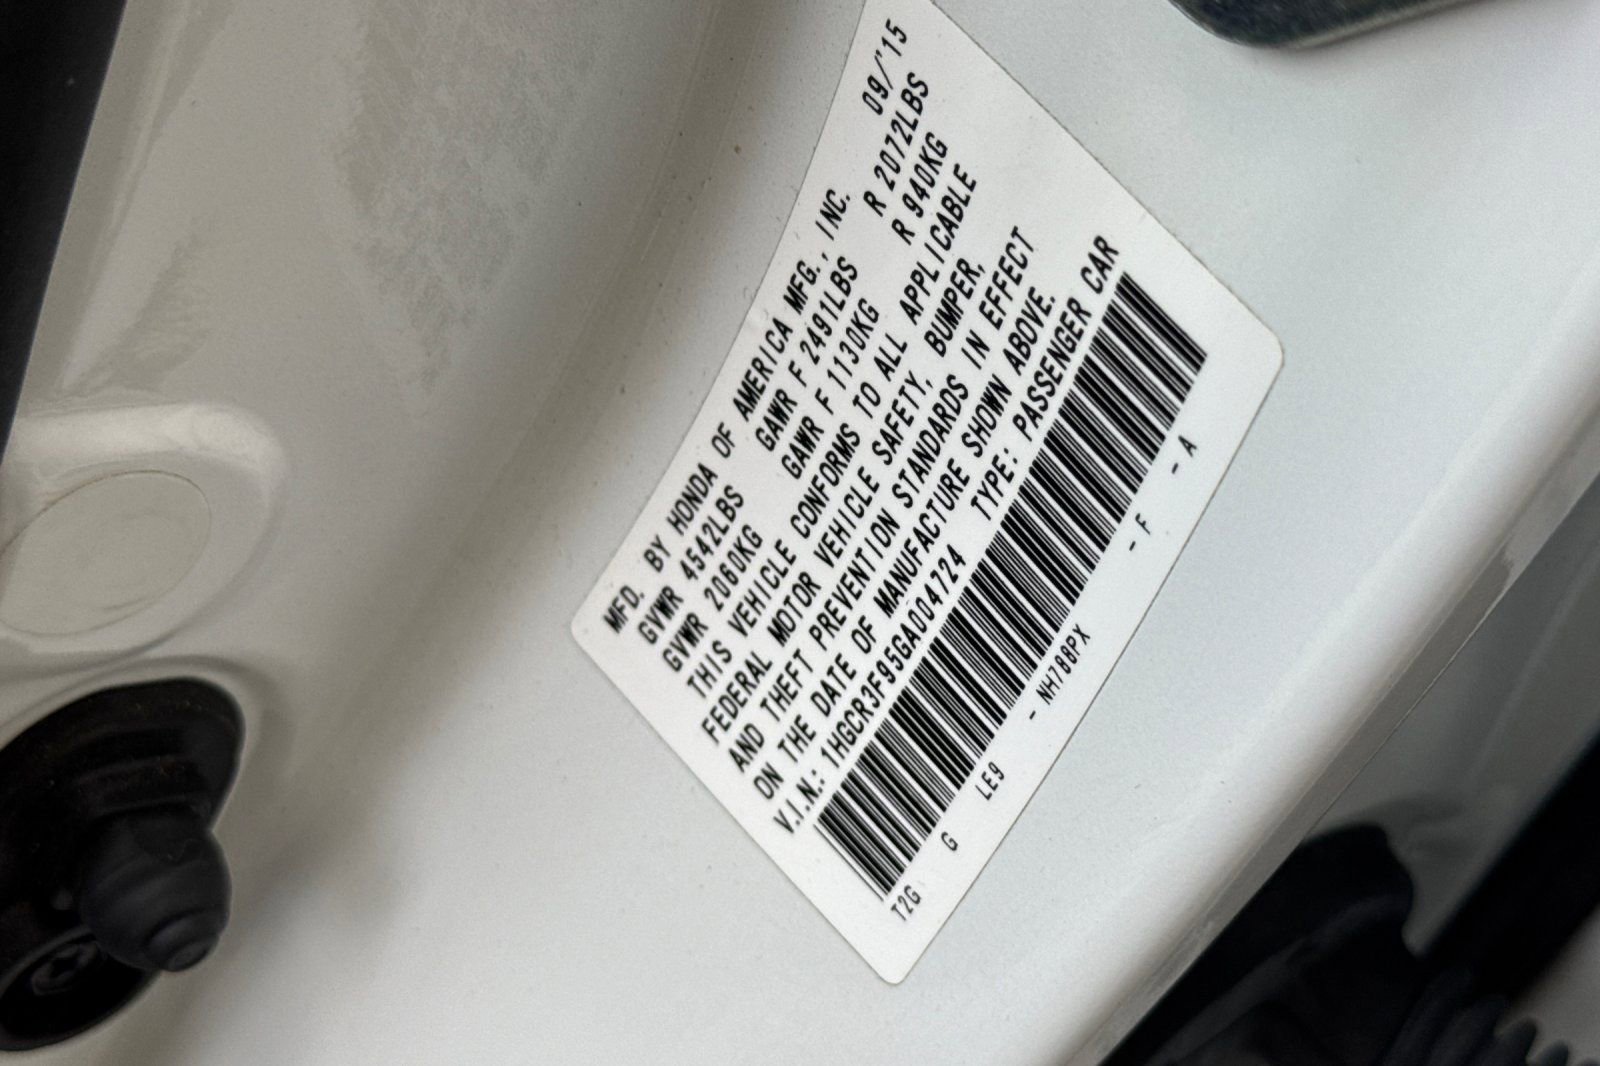 MFD. BY HONDA OF AMERICA MFG., INC. 09/'15
GVWR 4542LBS GAWR F 2491LBS R 2072LBS
GVWR 2060KG GAWR F 1130KG R 940KG
THIS VEHICLE CONFORMS TO ALL APPLICABLE
FEDERAL MOTOR VEHICLE SAFETY, BUMPER,
AND THEFT PREVENTION STANDARDS IN EFFECT
ON THE DATE OF MANUFACTURE SHOWN ABOVE.
V.I.N.: 1HGCR3F95GA004724 TYPE: PASSENGER CAR
T2G G LE9 - NH788PX - F - A